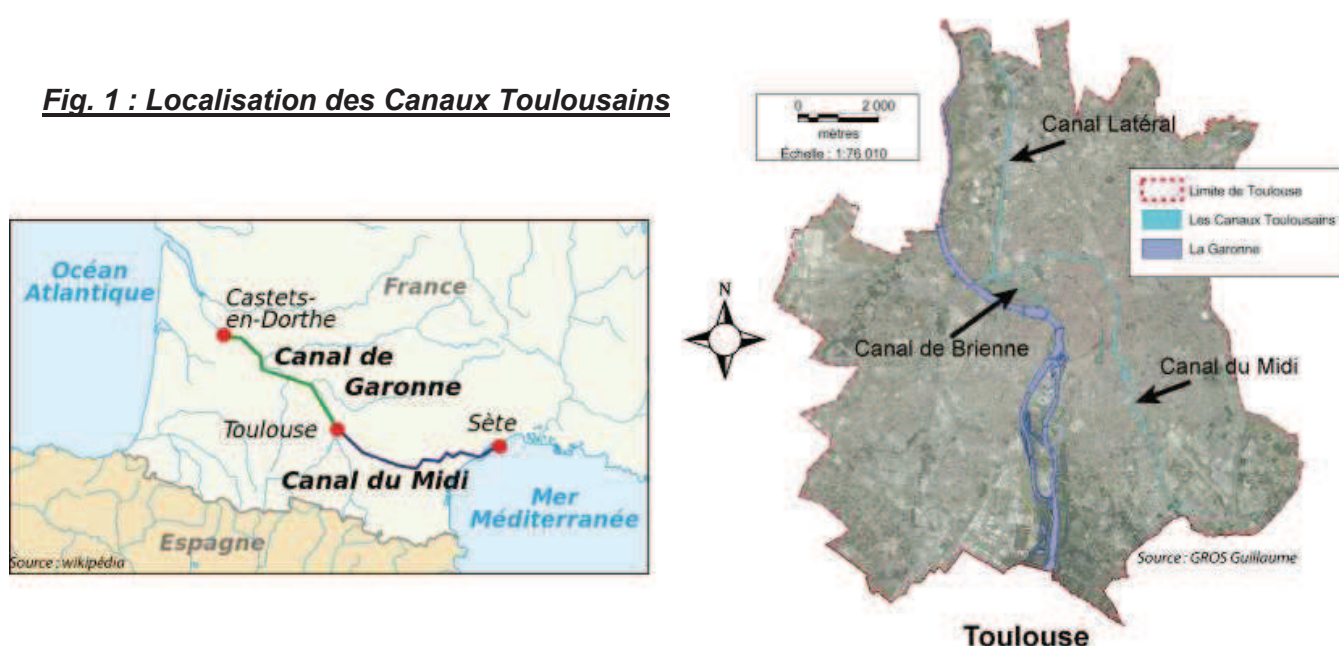 Fig. 1 : Localisation des Canaux Toulousains
Océan
Atlantique
France
Castets-
en-Dorthe
Canal de
Garonne
Toulouse
Sète
Canal du Midi
Mer
Méditerranée
Espagne
Source : wikipédia
0 2 000
mètres
Échelle : 1:76 010
Canal Latéral
Limite de Toulouse
Les Canaux Toulousains
La Garonne
N
Canal de Brienne
Canal du Midi
Source : GROS Guillaume
Toulouse